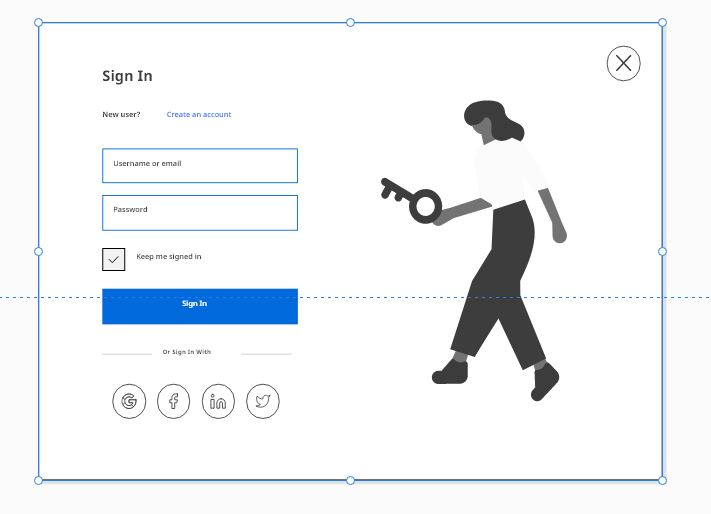 Sign In
New user? Create an account
Username or email
Password
Keep me signed in
Sign In
Or Sign In With